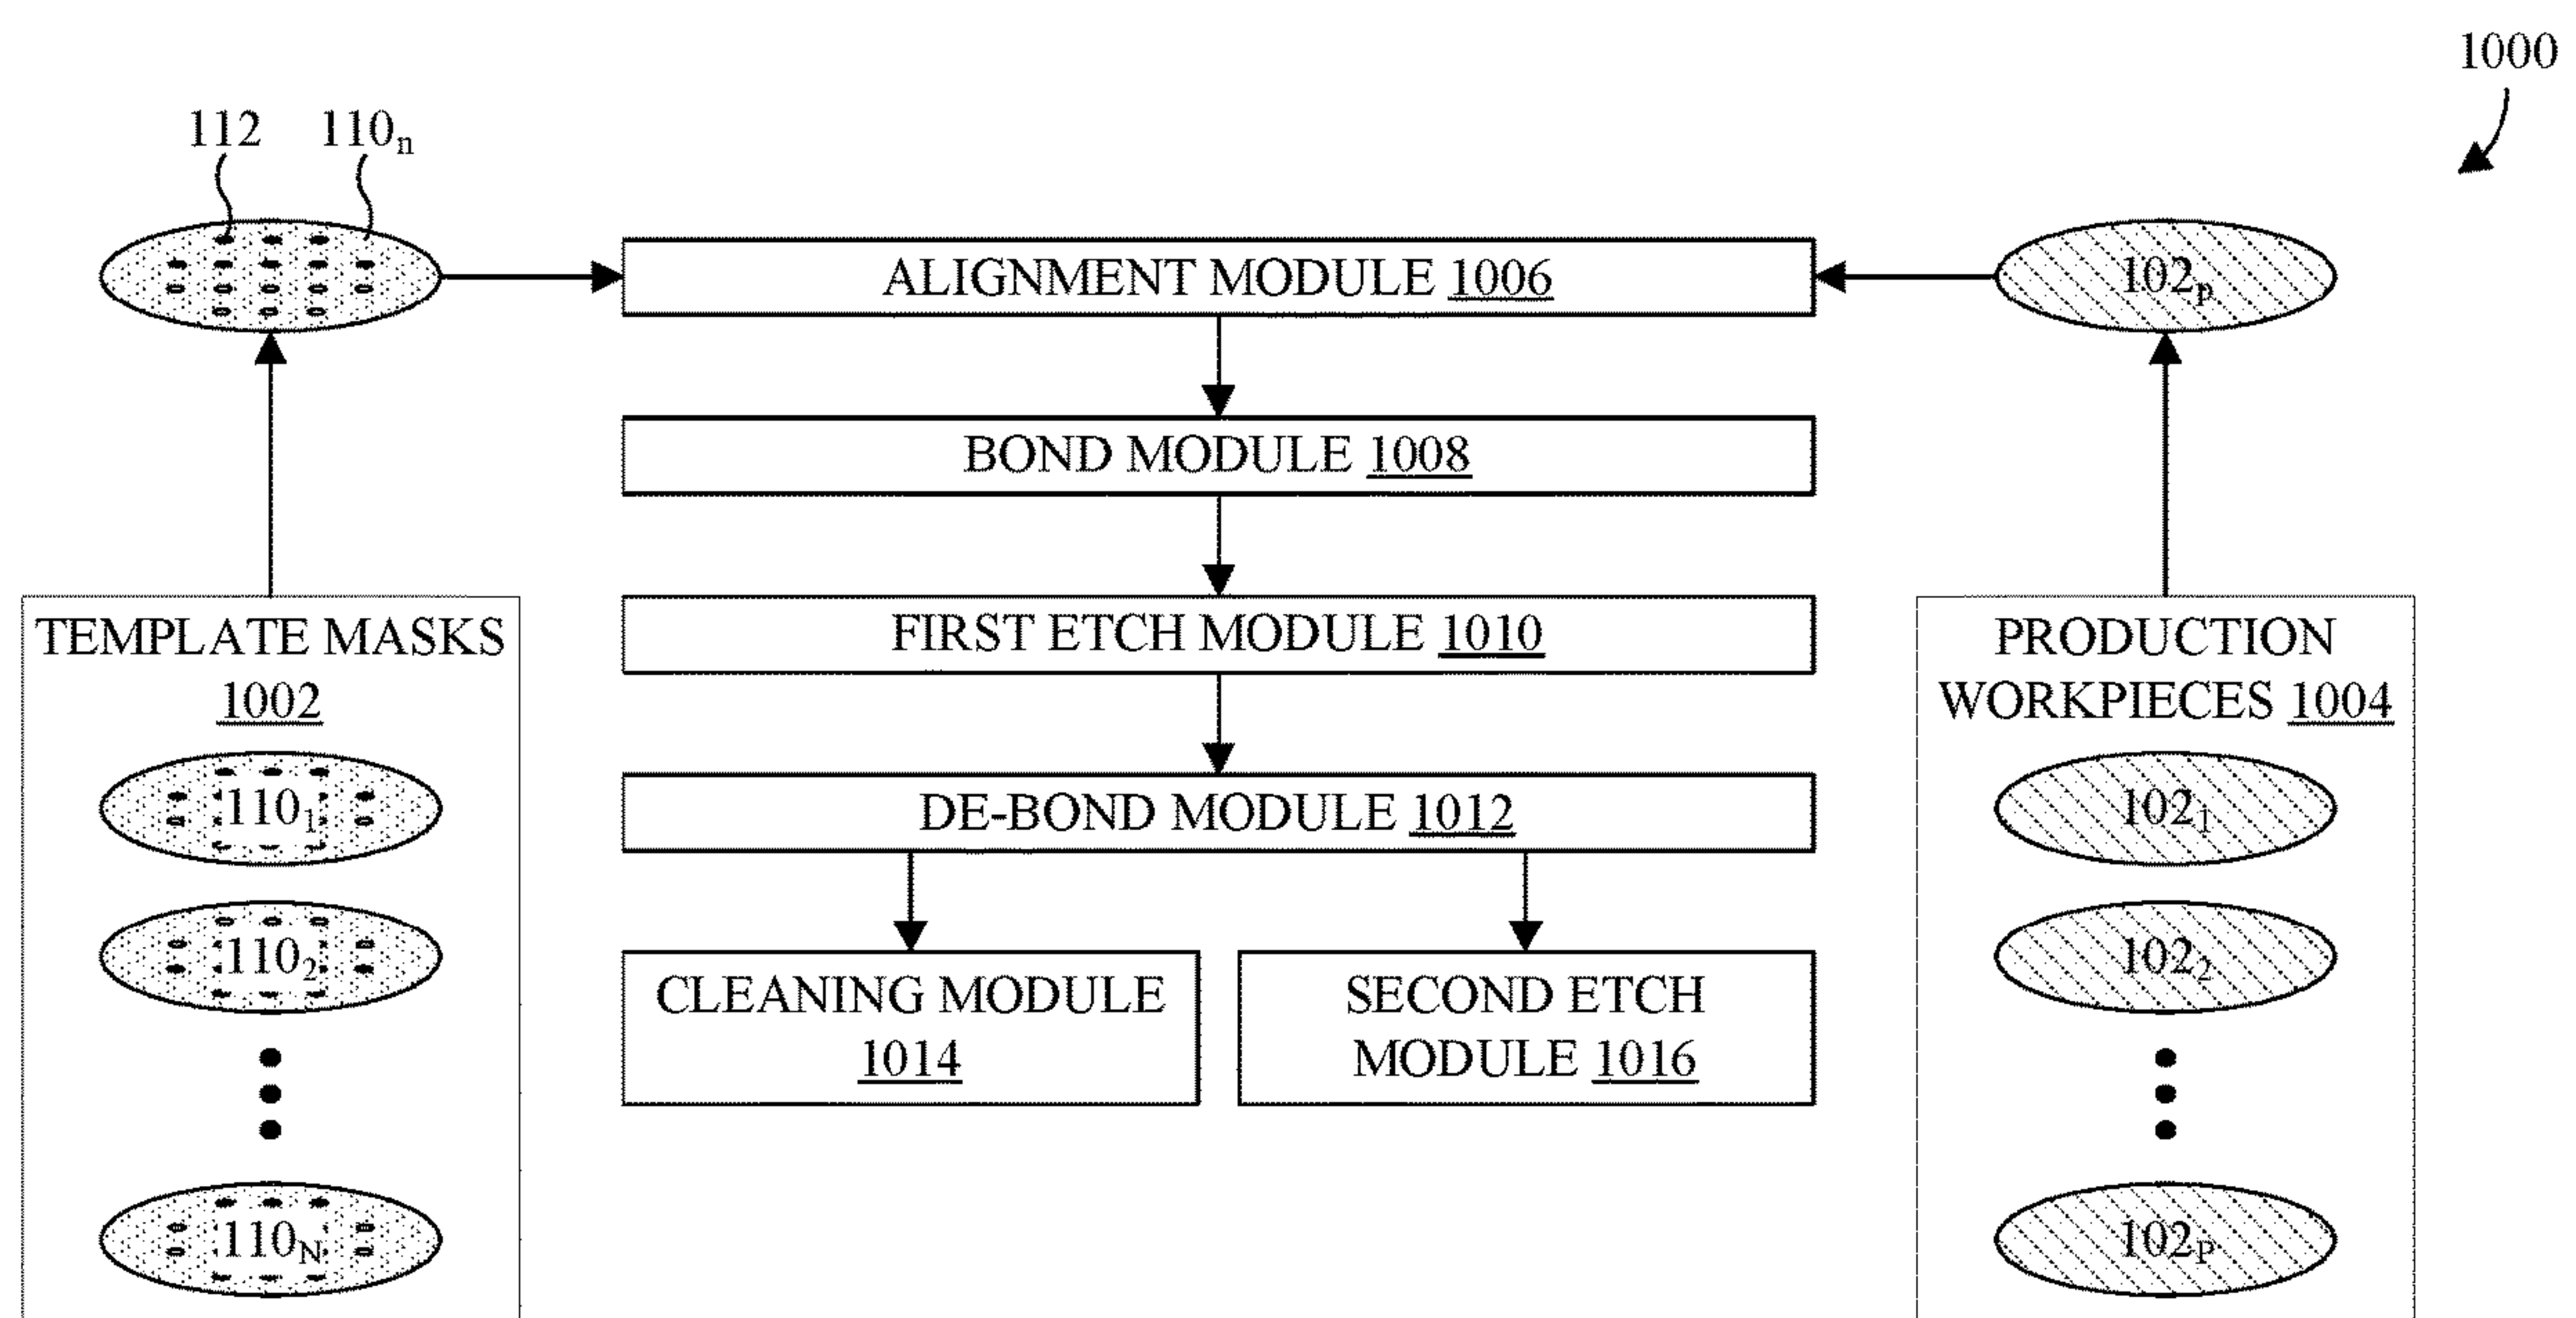 1000
112
110n
ALIGNMENT MODULE 1006
102p
BOND MODULE 1008
TEMPLATE MASKS
1002
FIRST ETCH MODULE 1010
PRODUCTION
WORKPIECES 1004
1101
DE-BOND MODULE 1012
1021
1102
CLEANING MODULE
1014
SECOND ETCH
MODULE 1016
1022
110N
102P